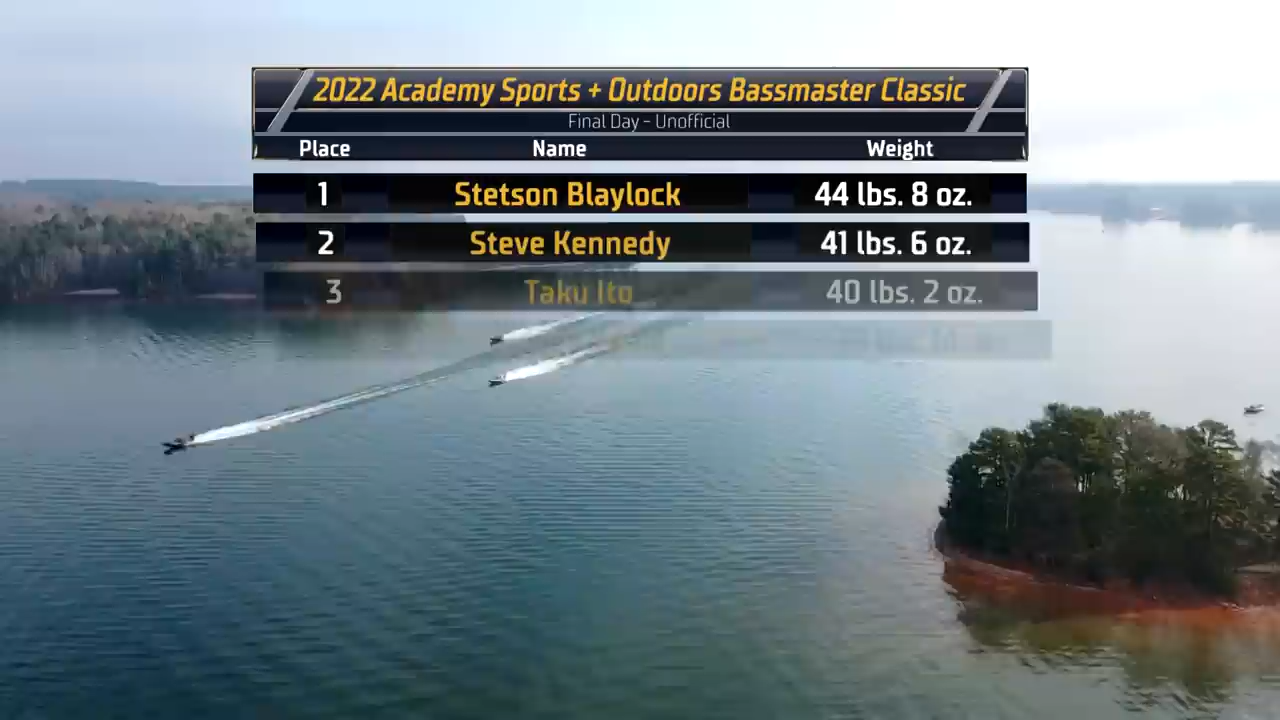 2022 Academy Sports + Outdoors Bassmaster Classic
Final Day - Unofficial
Place Name Weight
1 Stetson Blaylock 44 lbs. 8 oz.
2 Steve Kennedy 41 lbs. 6 oz.
3 Taku Ito 40 lbs. 2 oz.